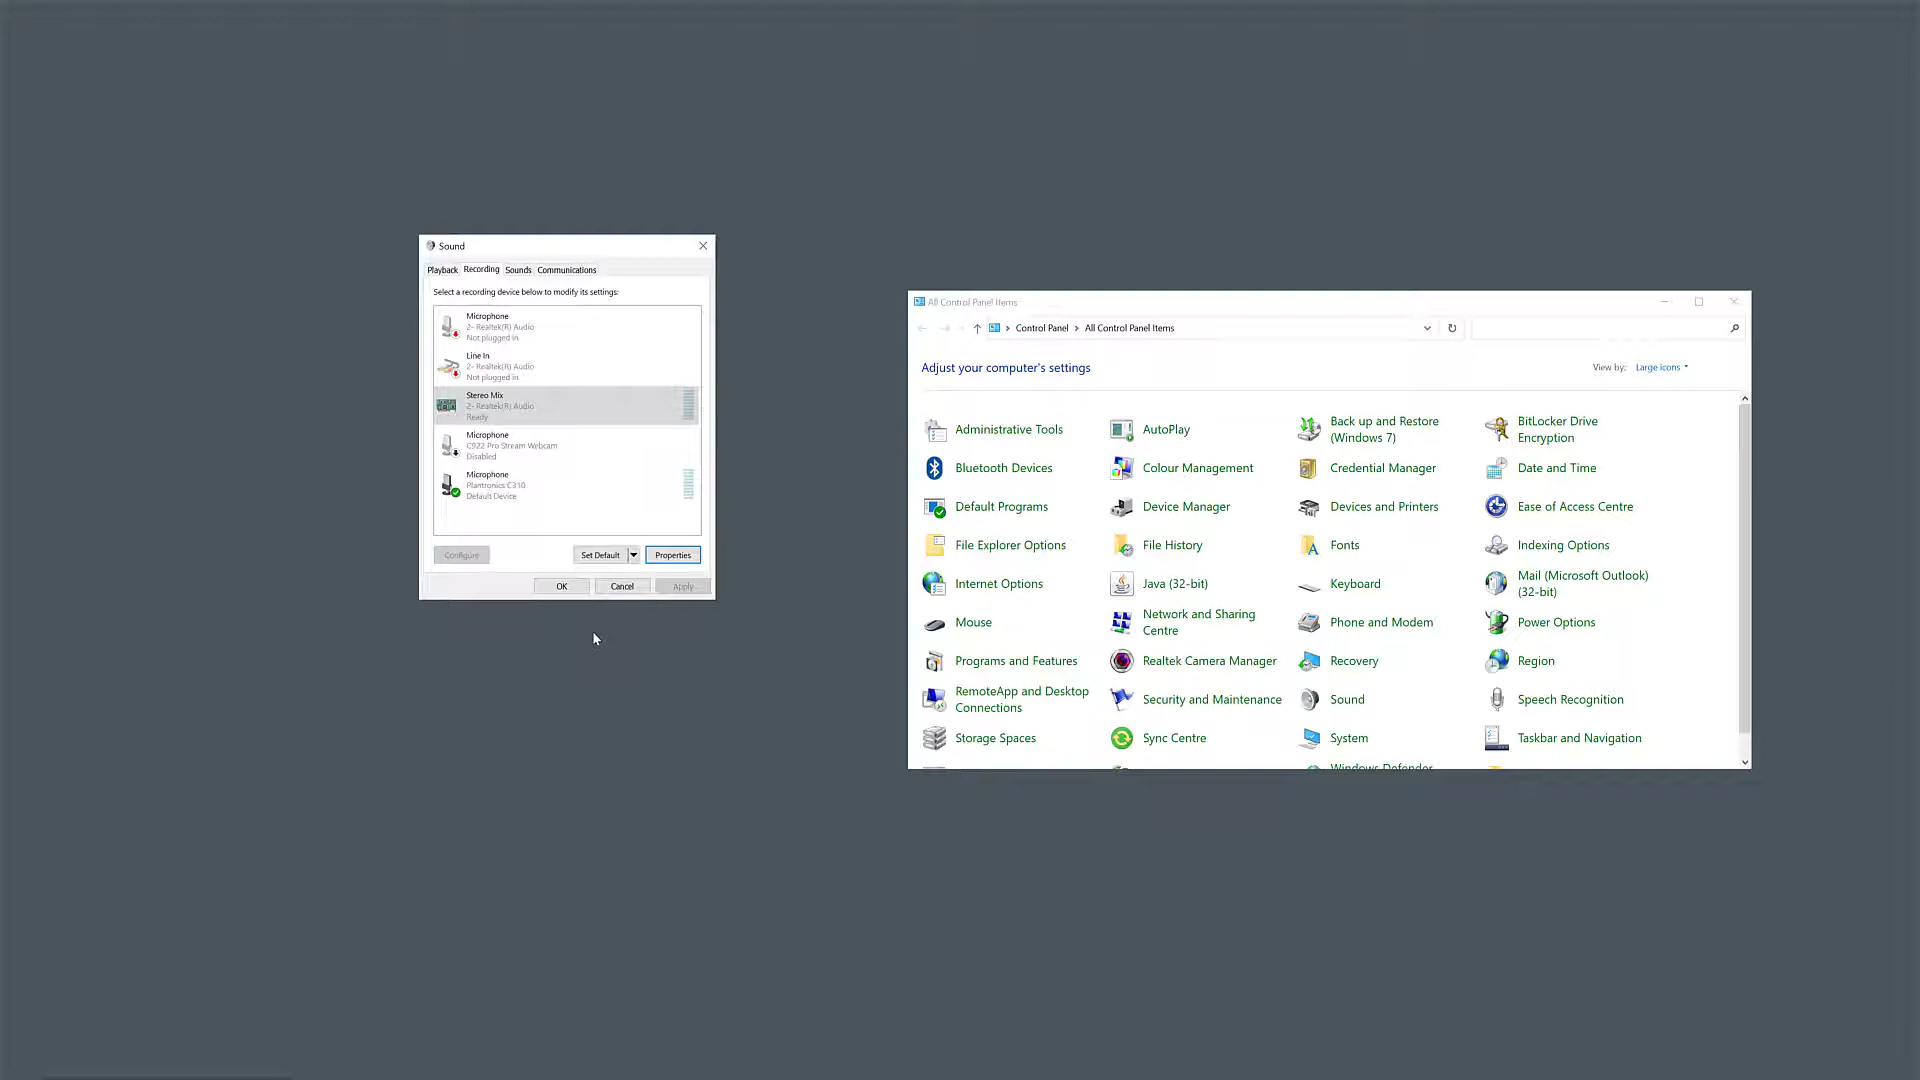 Sound
Playback Recording Sounds Communications
Select a recording device below to modify its settings:
Microphone
2- Realtek(R) Audio
Not plugged in
Line In
2- Realtek(R) Audio
Not plugged in
Stereo Mix
2- Realtek(R) Audio
Ready
Microphone
C922 Pro Stream Webcam
Disabled
Microphone
Plantronics C310
Default Device
Configure Set Default Properties
OK Cancel Apply
All Control Panel Items
Control Panel All Control Panel Items
Adjust your computer's settings
View by: Large icons
Administrative Tools
AutoPlay
Back up and Restore
(Windows 7)
BitLocker Drive
Encryption
Bluetooth Devices
Colour Management
Credential Manager
Date and Time
Default Programs
Device Manager
Devices and Printers
Ease of Access Centre
File Explorer Options
File History
Fonts
Indexing Options
Internet Options
Java (32-bit)
Keyboard
Mail (Microsoft Outlook)
(32-bit)
Mouse
Network and Sharing
Centre
Phone and Modem
Power Options
Programs and Features
Realtek Camera Manager
Recovery
Region
RemoteApp and Desktop
Connections
Security and Maintenance
Sound
Speech Recognition
Storage Spaces
Sync Centre
System
Taskbar and Navigation
Windows Defender